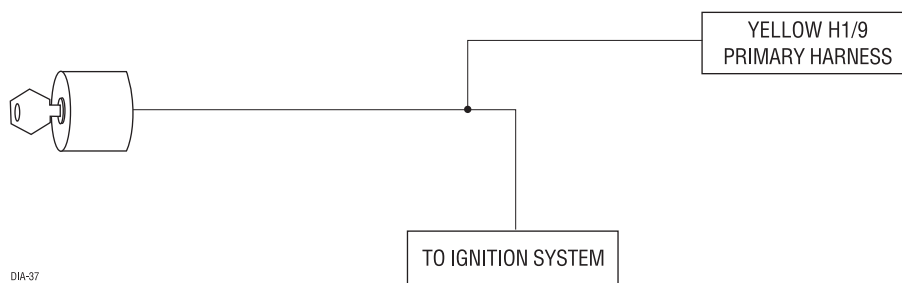 YELLOW H1/9
PRIMARY HARNESS
TO IGNITION SYSTEM
DIA-37